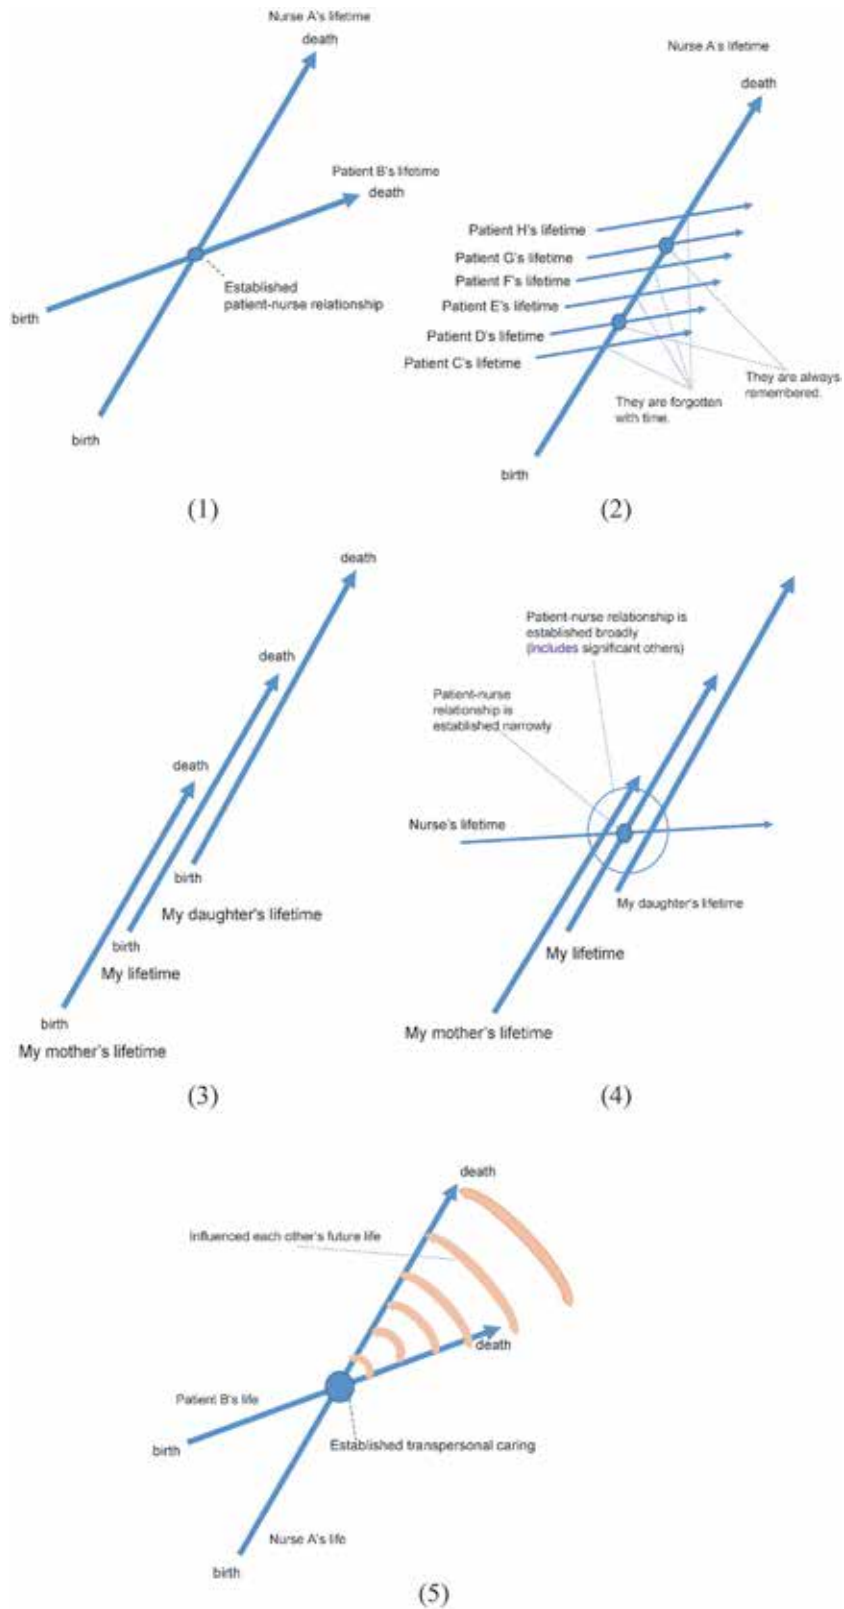 Nurse A's lifetime
death
Patient B's lifetime
death
Established
patient-nurse relationship
birth
birth
(1)
Nurse A's lifetime
death
Patient H's lifetime
Patient G's lifetime
Patient F's lifetime
Patient E's lifetime
Patient D's lifetime
Patient C's lifetime
They are always
remembered.
They are forgotten
with time.
birth
(2)
death
death
death
birth
My daughter's lifetime
birth
My lifetime
birth
My mother's lifetime
(3)
Patient-nurse relationship is
established broadly
(includes significant others)
Patient-nurse
relationship is
established narrowly
Nurse's lifetime
My daughter's lifetime
My lifetime
My mother's lifetime
(4)
death
Influenced each other's future life
death
Patient B's life
birth
Established transpersonal caring
Nurse A's life
birth
(5)